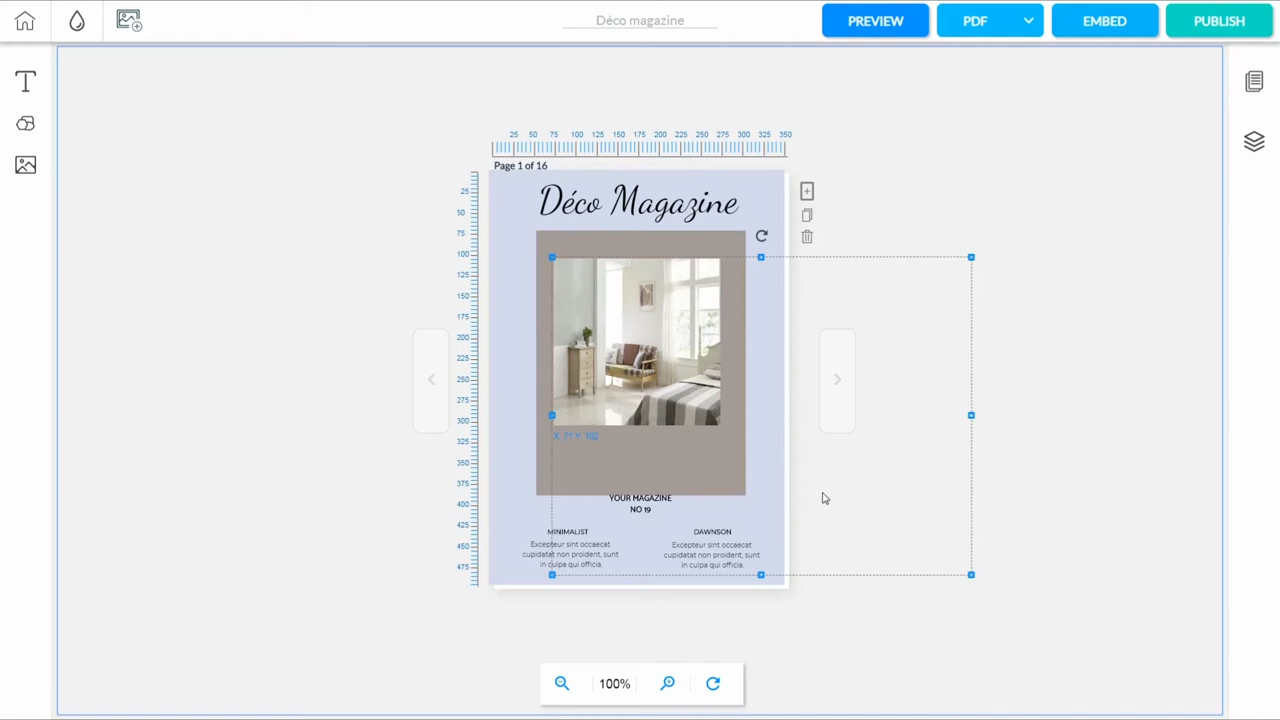 Déco magazine
PREVIEW
PDF
EMBED
PUBLISH
25 50 75 100 125 150 175 200 225 250 275 300 325 350
Page 1 of 16
Déco Magazine
25
50
75
100
125
150
175
200
225
250
275
300
325
350
375
400
425
450
475
X 71 Y 102
YOUR MAGAZINE
NO 19
MINIMALIST
Excepteur sint occaecat
cupidatat non proident, sunt
in culpa qui officia.
DAWNSON
Excepteur sint occaecat
cupidatat non proident, sunt
in culpa qui officia.
100%